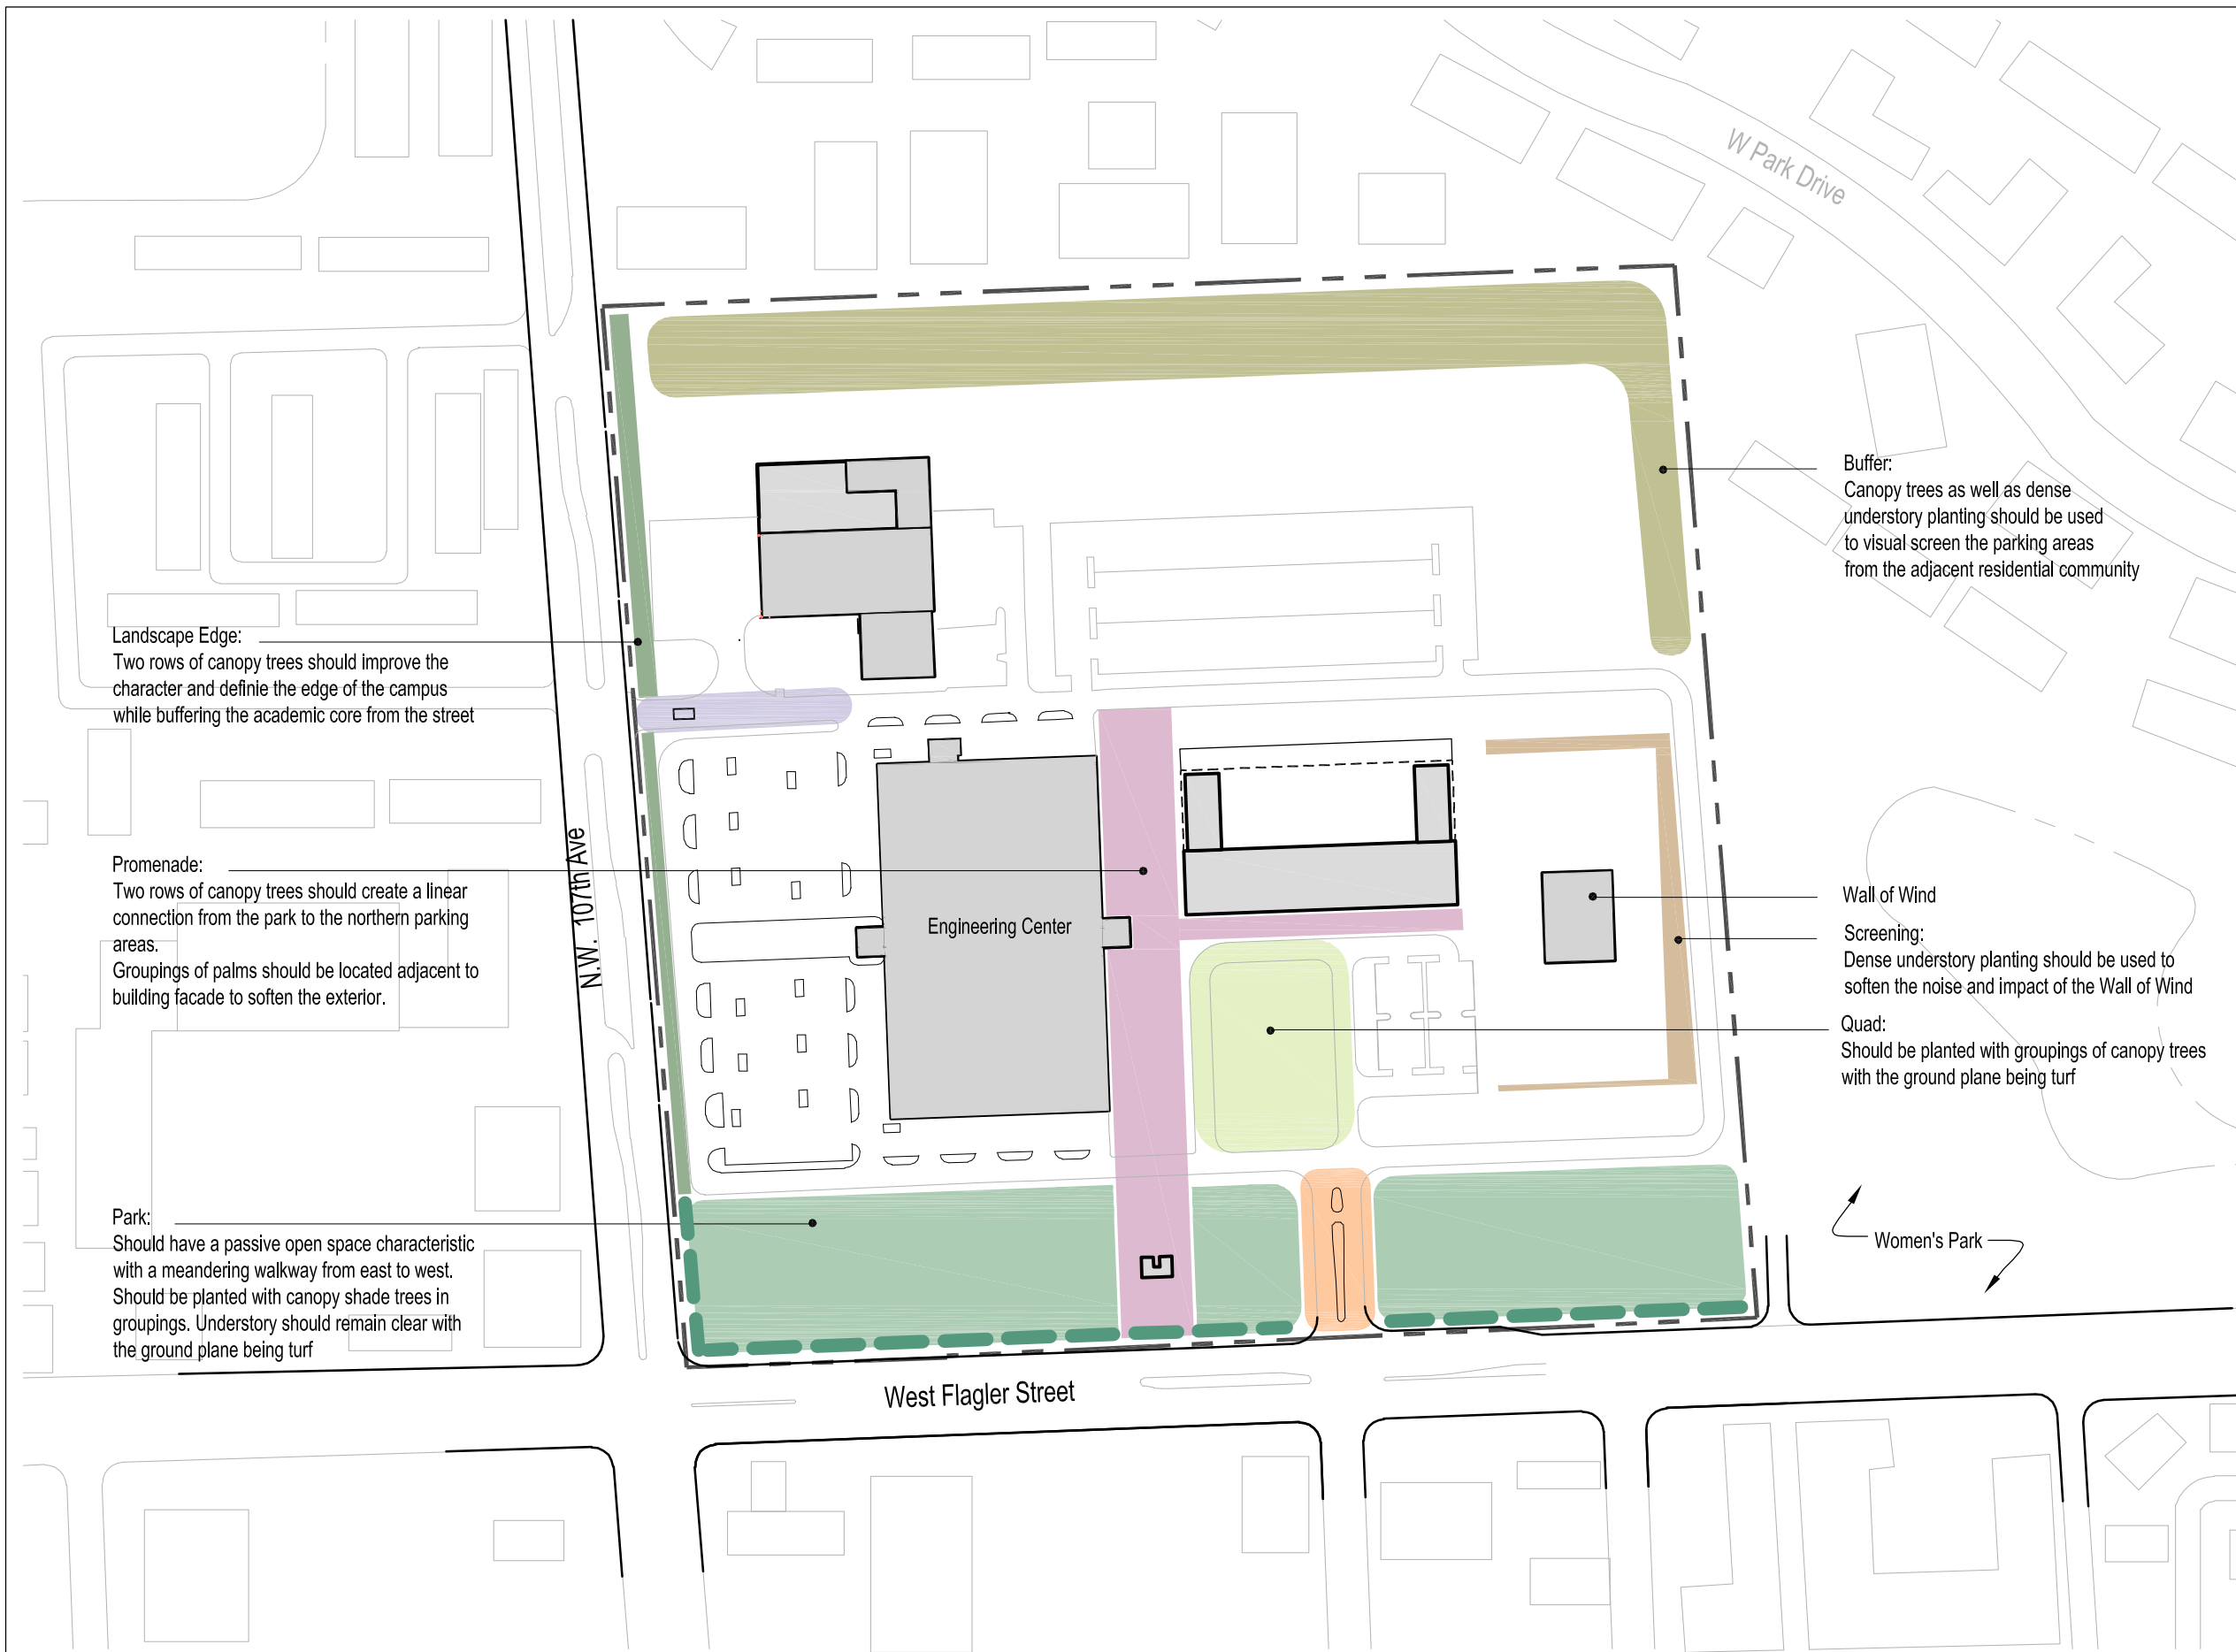 W Park Drive
Buffer:
Canopy trees as well as dense
understory planting should be used
to visual screen the parking areas
from the adjacent residential community
Landscape Edge:
Two rows of canopy trees should improve the
character and definie the edge of the campus
while buffering the academic core from the street
N.W. 107th Ave
Promenade:
Two rows of canopy trees should create a linear
connection from the park to the northern parking
areas.
Groupings of palms should be located adjacent to
building facade to soften the exterior.
Engineering Center
Wall of Wind
Screening:
Dense understory planting should be used to
soften the noise and impact of the Wall of Wind
Quad:
Should be planted with groupings of canopy trees
with the ground plane being turf
Park:
Should have a passive open space characteristic
with a meandering walkway from east to west.
Should be planted with canopy shade trees in
groupings. Understory should remain clear with
the ground plane being turf
Women's Park
West Flagler Street